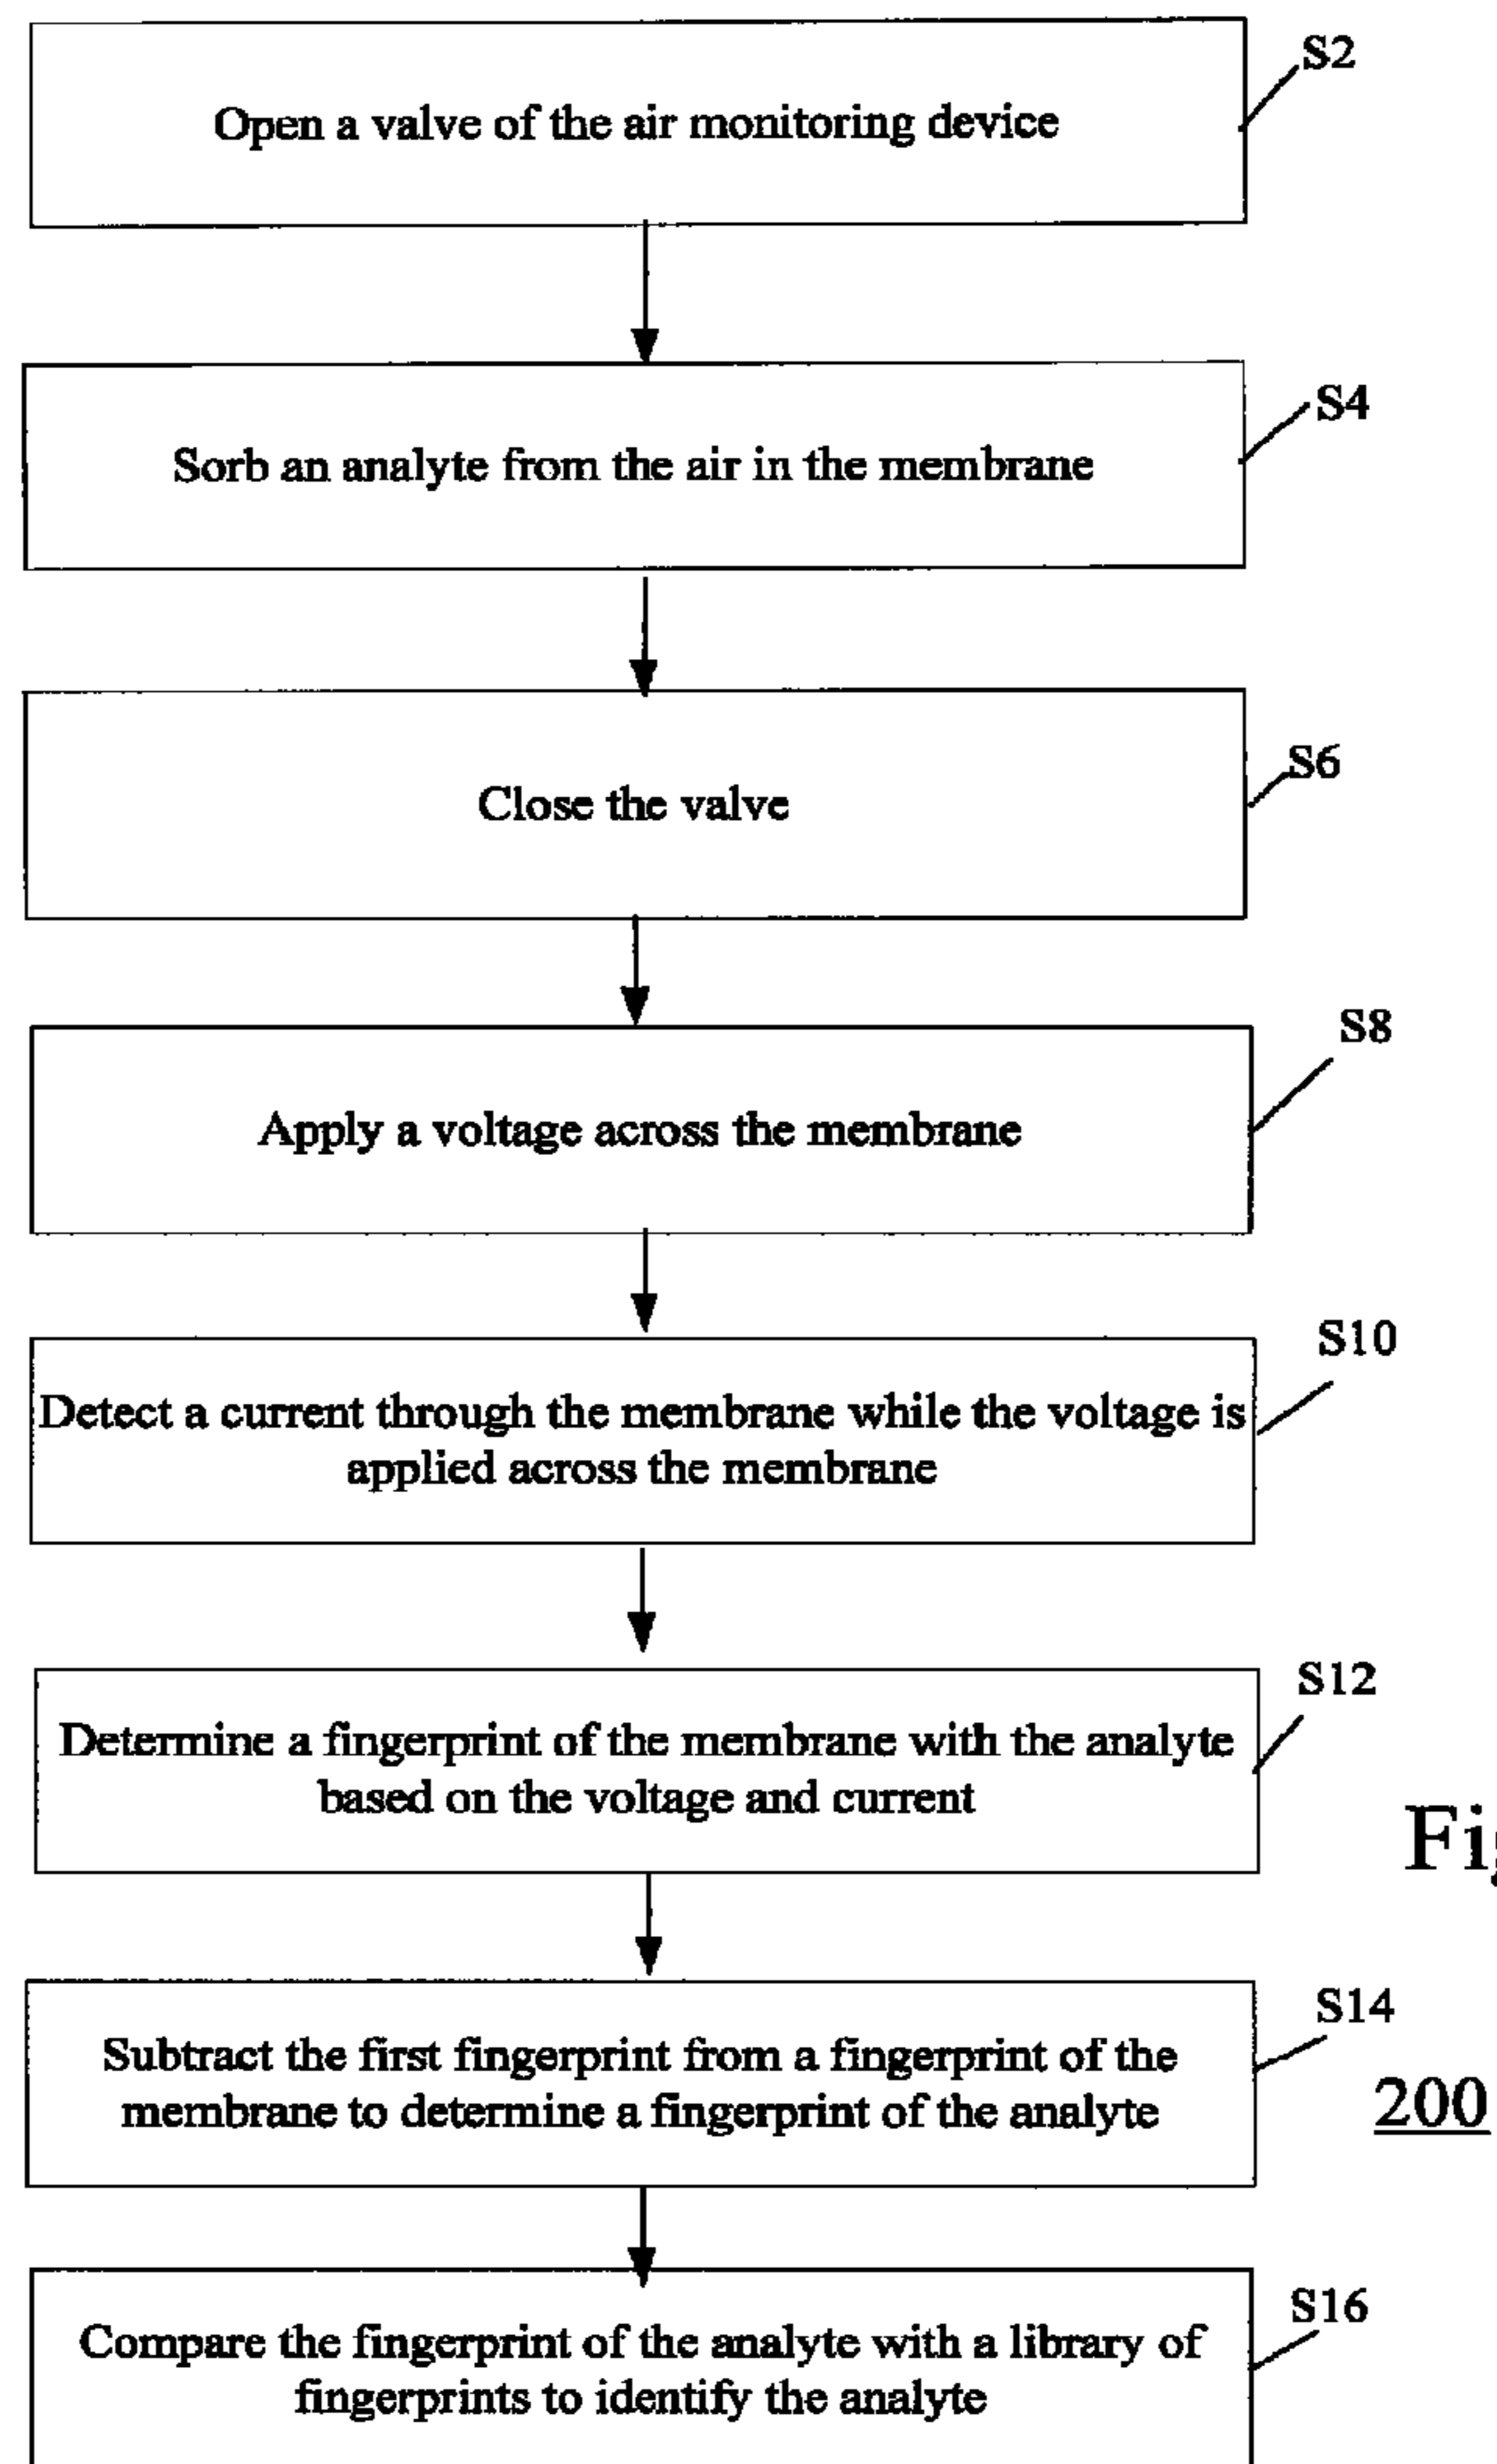 Open a valve of the air monitoring device
S2
Sorb an analyte from the air in the membrane
S4
Close the valve
S6
Apply a voltage across the membrane
S8
Detect a current through the membrane while the voltage is
applied across the membrane
S10
Determine a fingerprint of the membrane with the analyte
based on the voltage and current
S12
Subtract the first fingerprint from a fingerprint of the
membrane to determine a fingerprint of the analyte
S14
200
Compare the fingerprint of the analyte with a library of
fingerprints to identify the analyte
S16